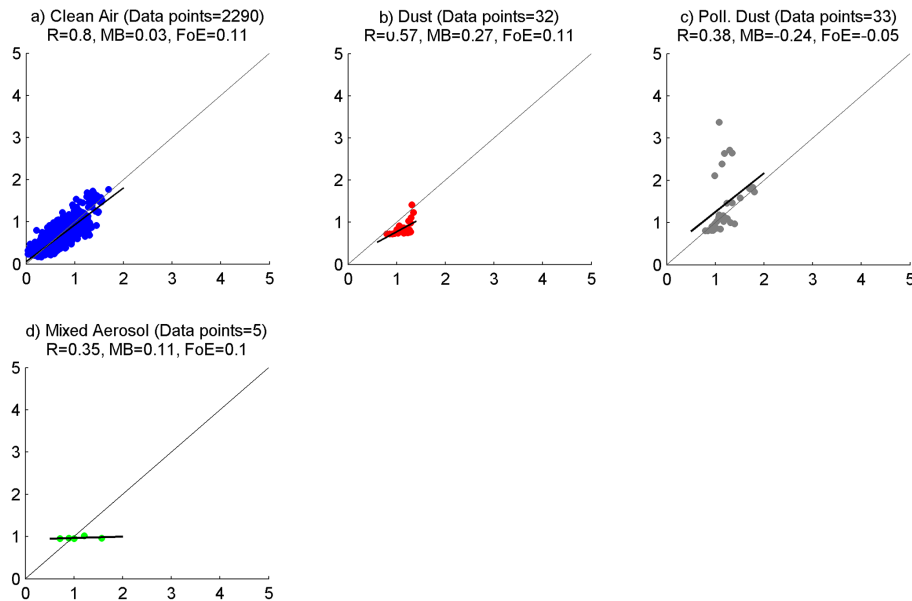 a) Clean Air (Data points=2290)
R=0.8, MB=0.03, FoE=0.11
5
4
3
2
1
0
0 1 2 3 4 5
b) Dust (Data points=32)
R=0.57, MB=0.27, FoE=0.11
5
4
3
2
1
0
0 1 2 3 4 5
c) Poll. Dust (Data points=33)
R=0.38, MB=-0.24, FoE=-0.05
5
4
3
2
1
0
0 1 2 3 4 5
d) Mixed Aerosol (Data points=5)
R=0.35, MB=0.11, FoE=0.1
5
4
3
2
1
0
0 1 2 3 4 5